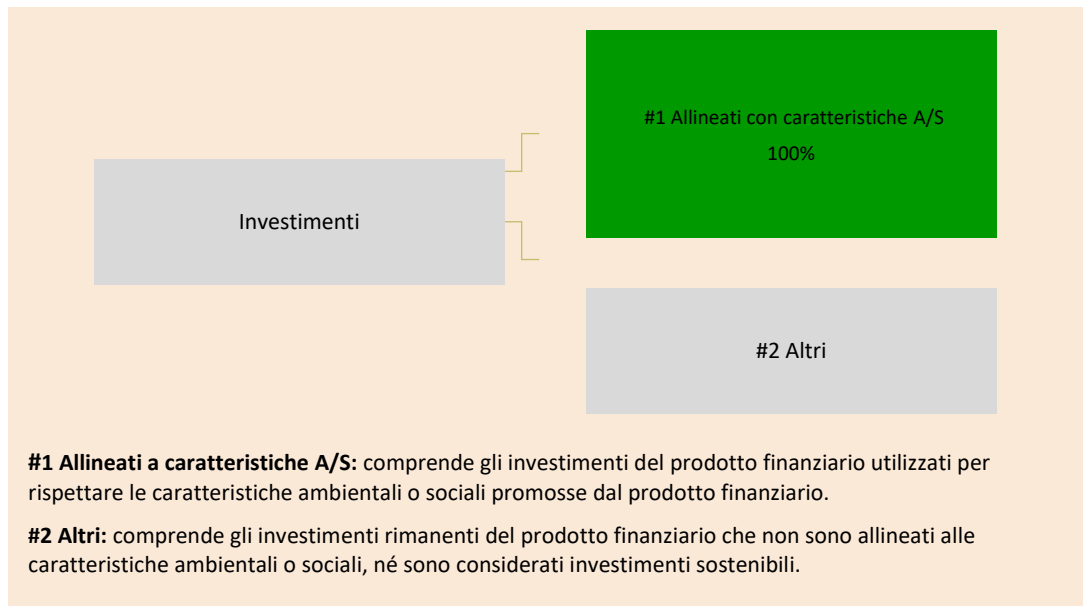 #1 Allineati con caratteristiche A/S
100%
Investimenti
#2 Altri
#1 Allineati a caratteristiche A/S: comprende gli investimenti del prodotto finanziario utilizzati per
rispettare le caratteristiche ambientali o sociali promosse dal prodotto finanziario.
#2 Altri: comprende gli investimenti rimanenti del prodotto finanziario che non sono allineati alle
caratteristiche ambientali o sociali, né sono considerati investimenti sostenibili.